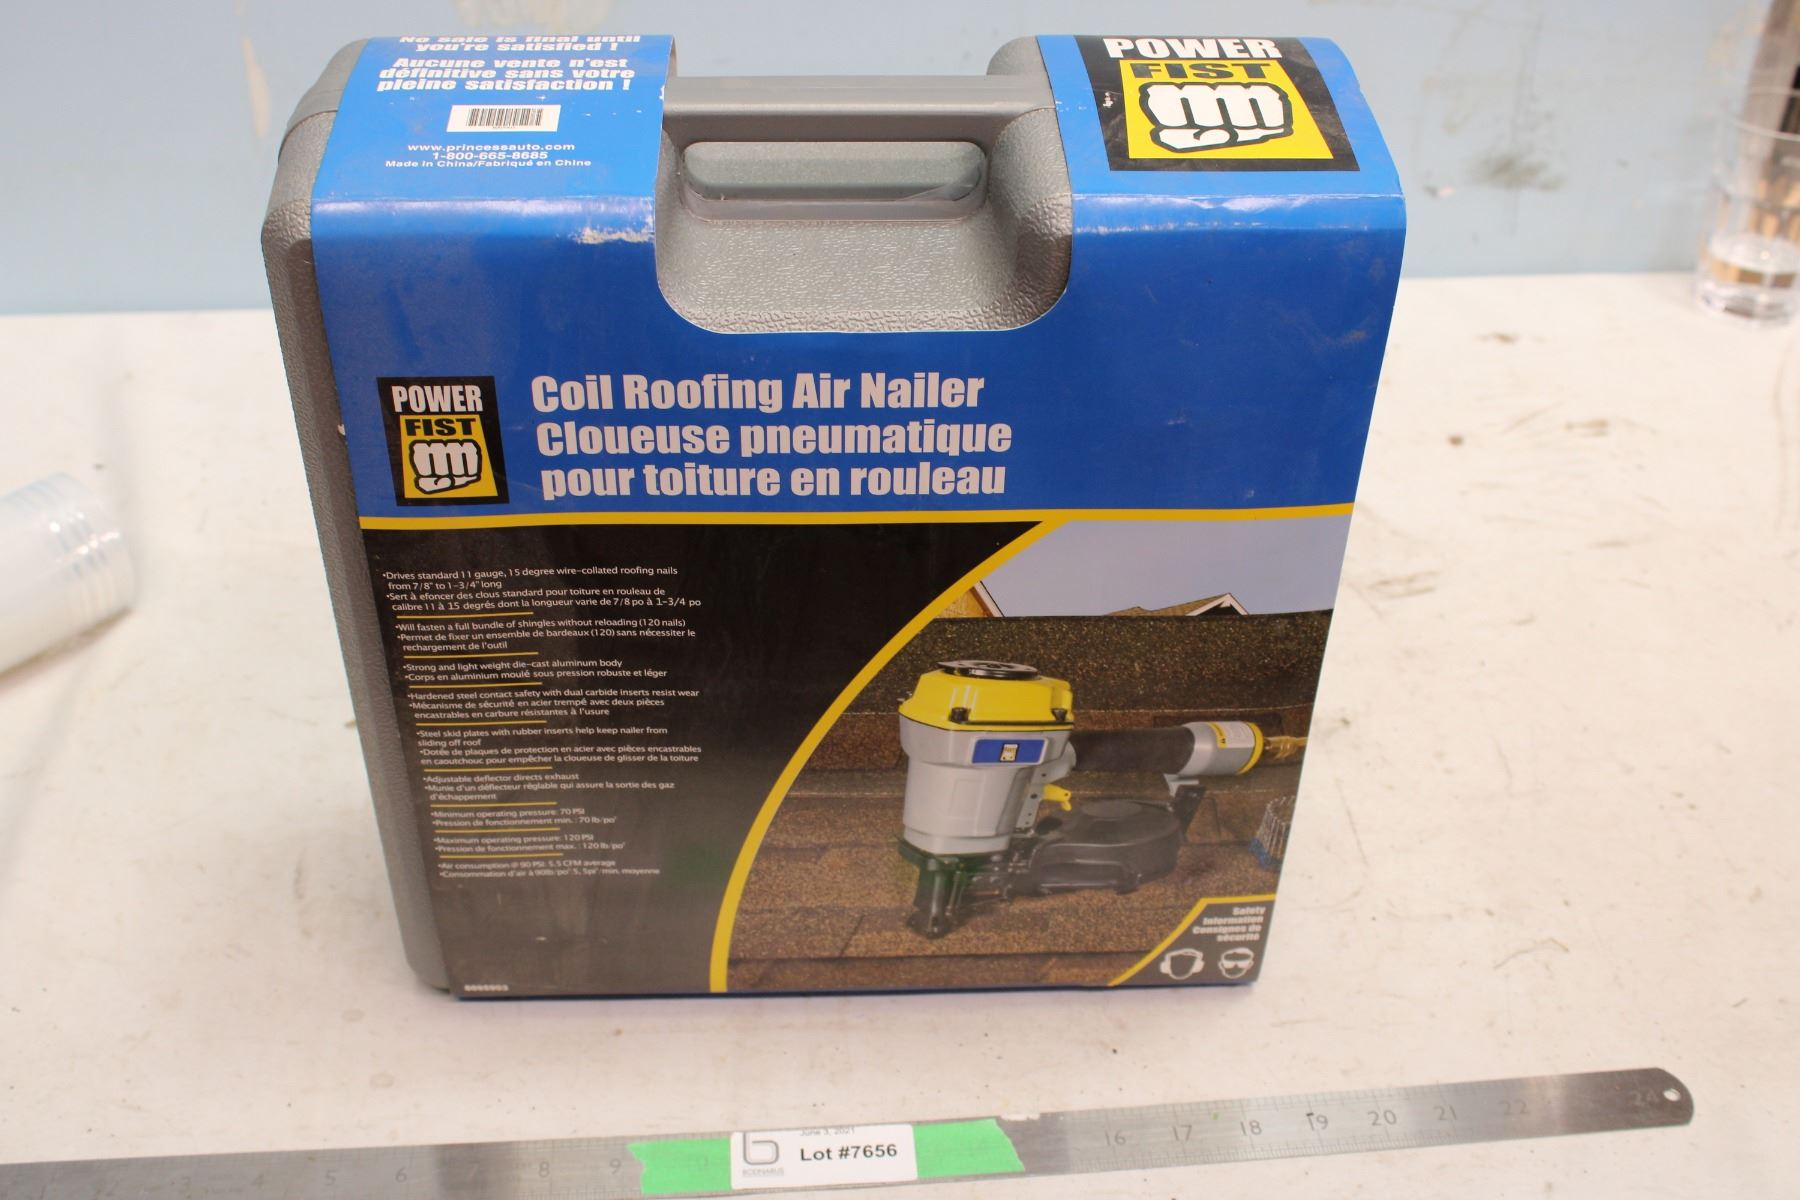 No sale is final until
you're satisfied !
Aucune vente n'est
définitive sans votre
pleine satisfaction !
www.princessauto.com
1-800-665-8685
Made in China/Fabriqué en Chine
POWER
FIST
POWER
FIST
Coil Roofing Air Nailer
Cloueuse pneumatique
pour toiture en rouleau
•Drives standard 11 gauge, 15 degree wire-collated roofing nails
from 7/8" to 1-3/4" long
•Sert à efoncer des clous standard pour toiture en rouleau de
calibre 11 à 15 degrés dont la longueur varie de 7/8 po à 1-3/4 po
•Will fasten a full bundle of shingles without reloading (120 nails)
•Permet de fixer un ensemble de bardeaux (120) sans nécessiter le
rechargement de l'outil
•Strong and light weight die-cast aluminum body
•Corps en aluminium moulé sous pression robuste et léger
•Hardened steel contact safety with dual carbide inserts resist wear
•Mécanisme de sécurité en acier trempé avec deux pièces
encastrables en carbure résistantes à l'usure
•Steel skid plates with rubber inserts help keep nailer from
sliding off roof
•Dotée de plaques de protection en acier avec pièces encastrables
en caoutchouc pour empêcher la cloueuse de glisser de la toiture
•Adjustable deflector directs exhaust
•Munie d'un déflecteur réglable qui assure la sortie des gaz
d'échappement
•Minimum operating pressure: 70 PSI
•Pression de fonctionnement min. : 70 lb/po²
•Maximum operating pressure: 120 PSI
•Pression de fonctionnement max. : 120 lb/po²
•Air consumption @ 90 PSI: 5.5 CFM average
•Consommation d'air à 90lb/po² 5, 5pi³/min, moyenne
Safety
Information
Consignes de
sécurité
June 3, 2021
Lot #7656
3 4 5 6 7 8 9 10 14 16 17 18 19 20 21 22 24